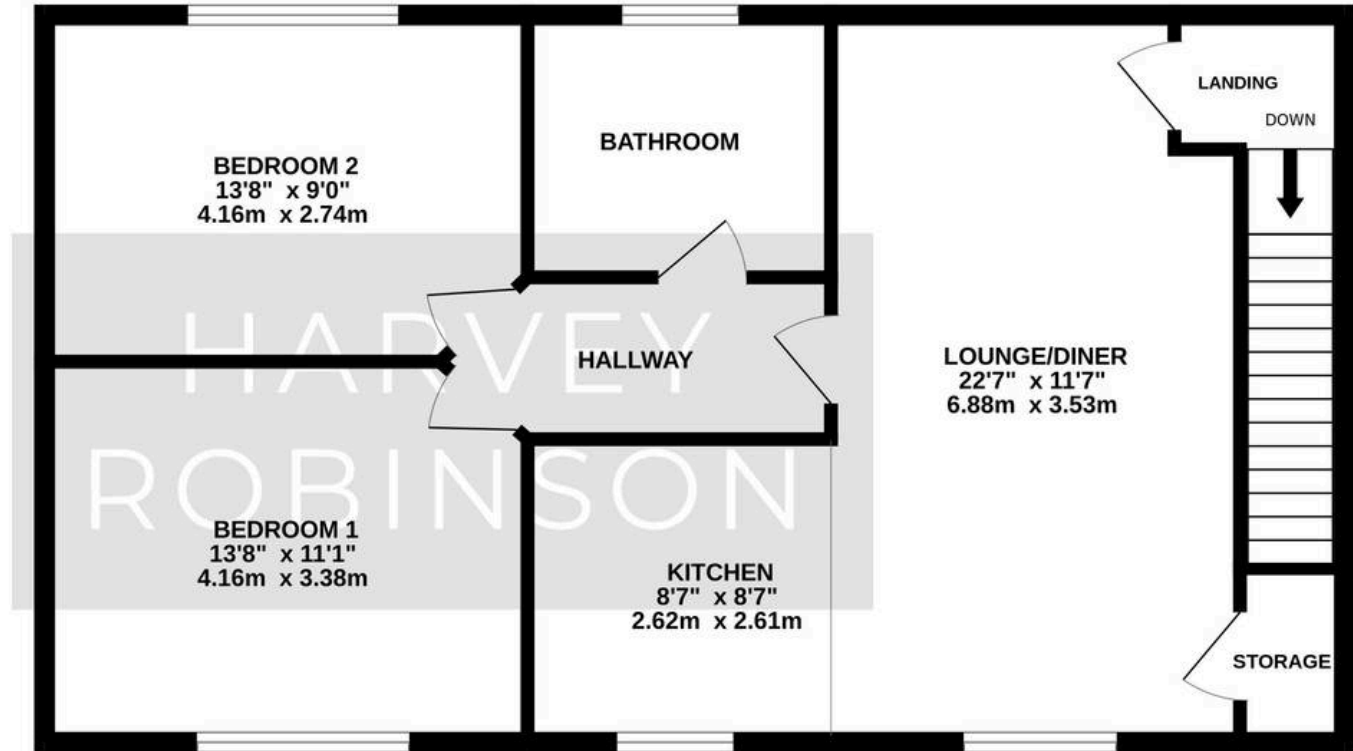 BEDROOM 2
13'8" x 9'0"
4.16m x 2.74m
BATHROOM
LANDING
DOWN
HALLWAY
LOUNGE/DINER
22'7" x 11'7"
6.88m x 3.53m
HARVEY
ROBINSON
BEDROOM 1
13'8" x 11'1"
4.16m x 3.38m
KITCHEN
8'7" x 8'7"
2.62m x 2.61m
STORAGE